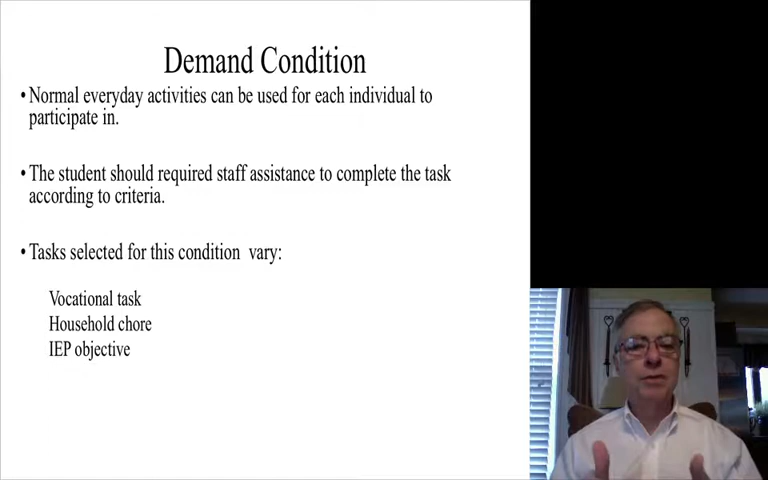 Demand Condition
•Normal everyday activities can be used for each individual to
participate in.
•The student should required staff assistance to complete the task
according to criteria.
•Tasks selected for this condition  vary:
Vocational task
Household chore
IEP objective